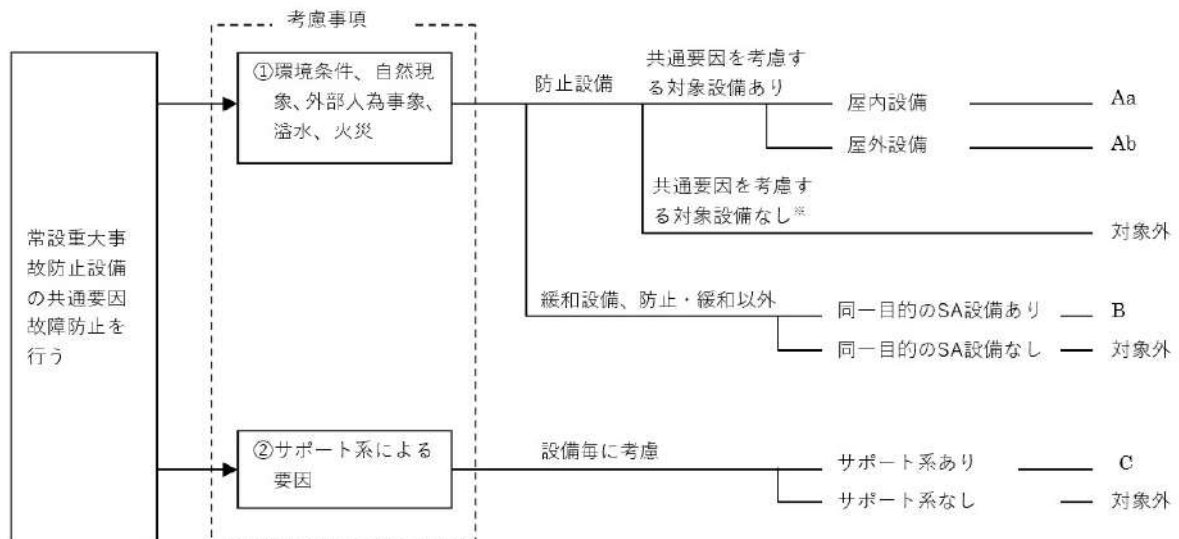 考慮事項
常設重大事
故防止設備
の共通要因
故障防止を
行う
①環境条件、自然現
象、外部人為事象、
溢水、火災
防止設備
共通要因を考慮す
る対象設備あり
屋内設備
Aa
屋外設備
Ab
共通要因を考慮す
る対象設備なし※
対象外
緩和設備、防止・緩和以外
同一目的のSA設備あり
B
同一目的のSA設備なし
対象外
②サポート系による
要因
設備毎に考慮
サポート系あり
C
サポート系なし
対象外